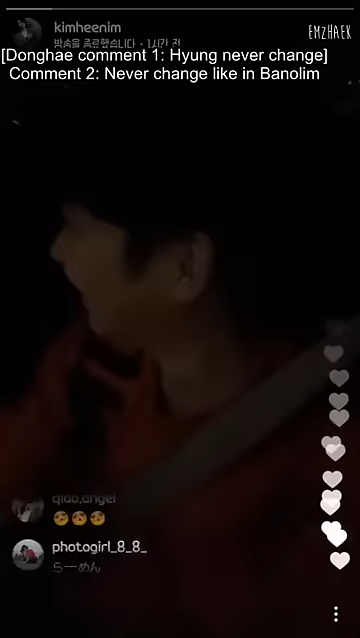 kimheenim
EMZHAEK
방송을 종료했습니다 • 1시간 전
[Donghae comment 1: Hyung never change]
Comment 2: Never change like in Banolim
qiao.angel
photogirl_8_8_
らーめん